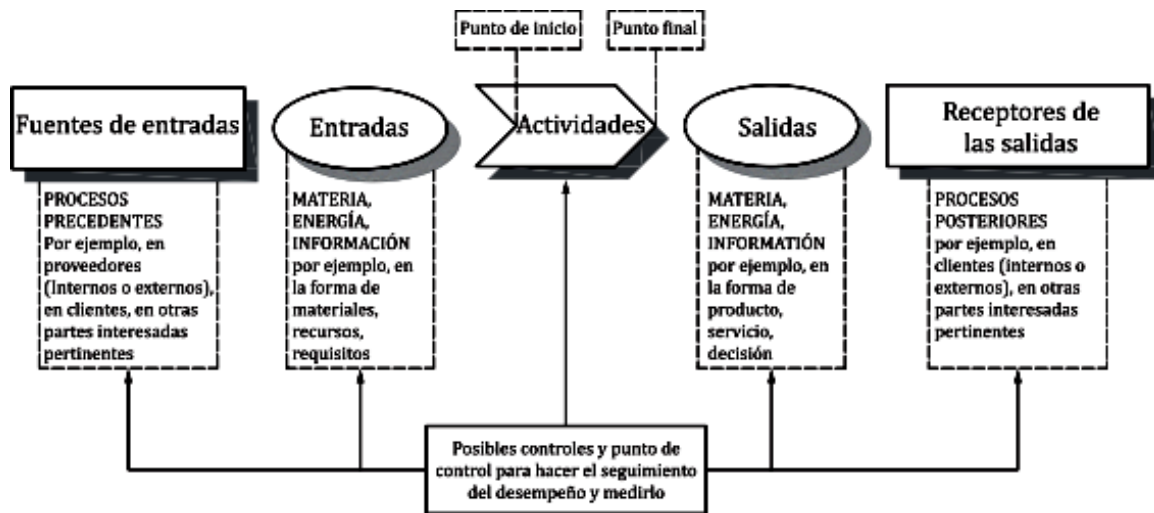 Punto de inicio
Punto final
Fuentes de entradas
Entradas
Actividades
Salidas
Receptores de
las salidas
PROCESOS
PRECEDENTES
Por ejemplo, en
proveedores
(Internos o externos),
en clientes, en otras
partes interesadas
pertinentes
MATERIA,
ENERGÍA,
INFORMACIÓN
por ejemplo, en
la forma de
materiales,
recursos,
requisitos
MATERIA,
ENERGÍA,
INFORMATIÓN
por ejemplo, en
la forma de
producto,
servicio,
decisión
PROCESOS
POSTERIORES
por ejemplo, en
clientes (internos o
externos), en otras
partes interesadas
pertinentes
Posibles controles y punto de
control para hacer el seguimiento
del desempeño y medirlo